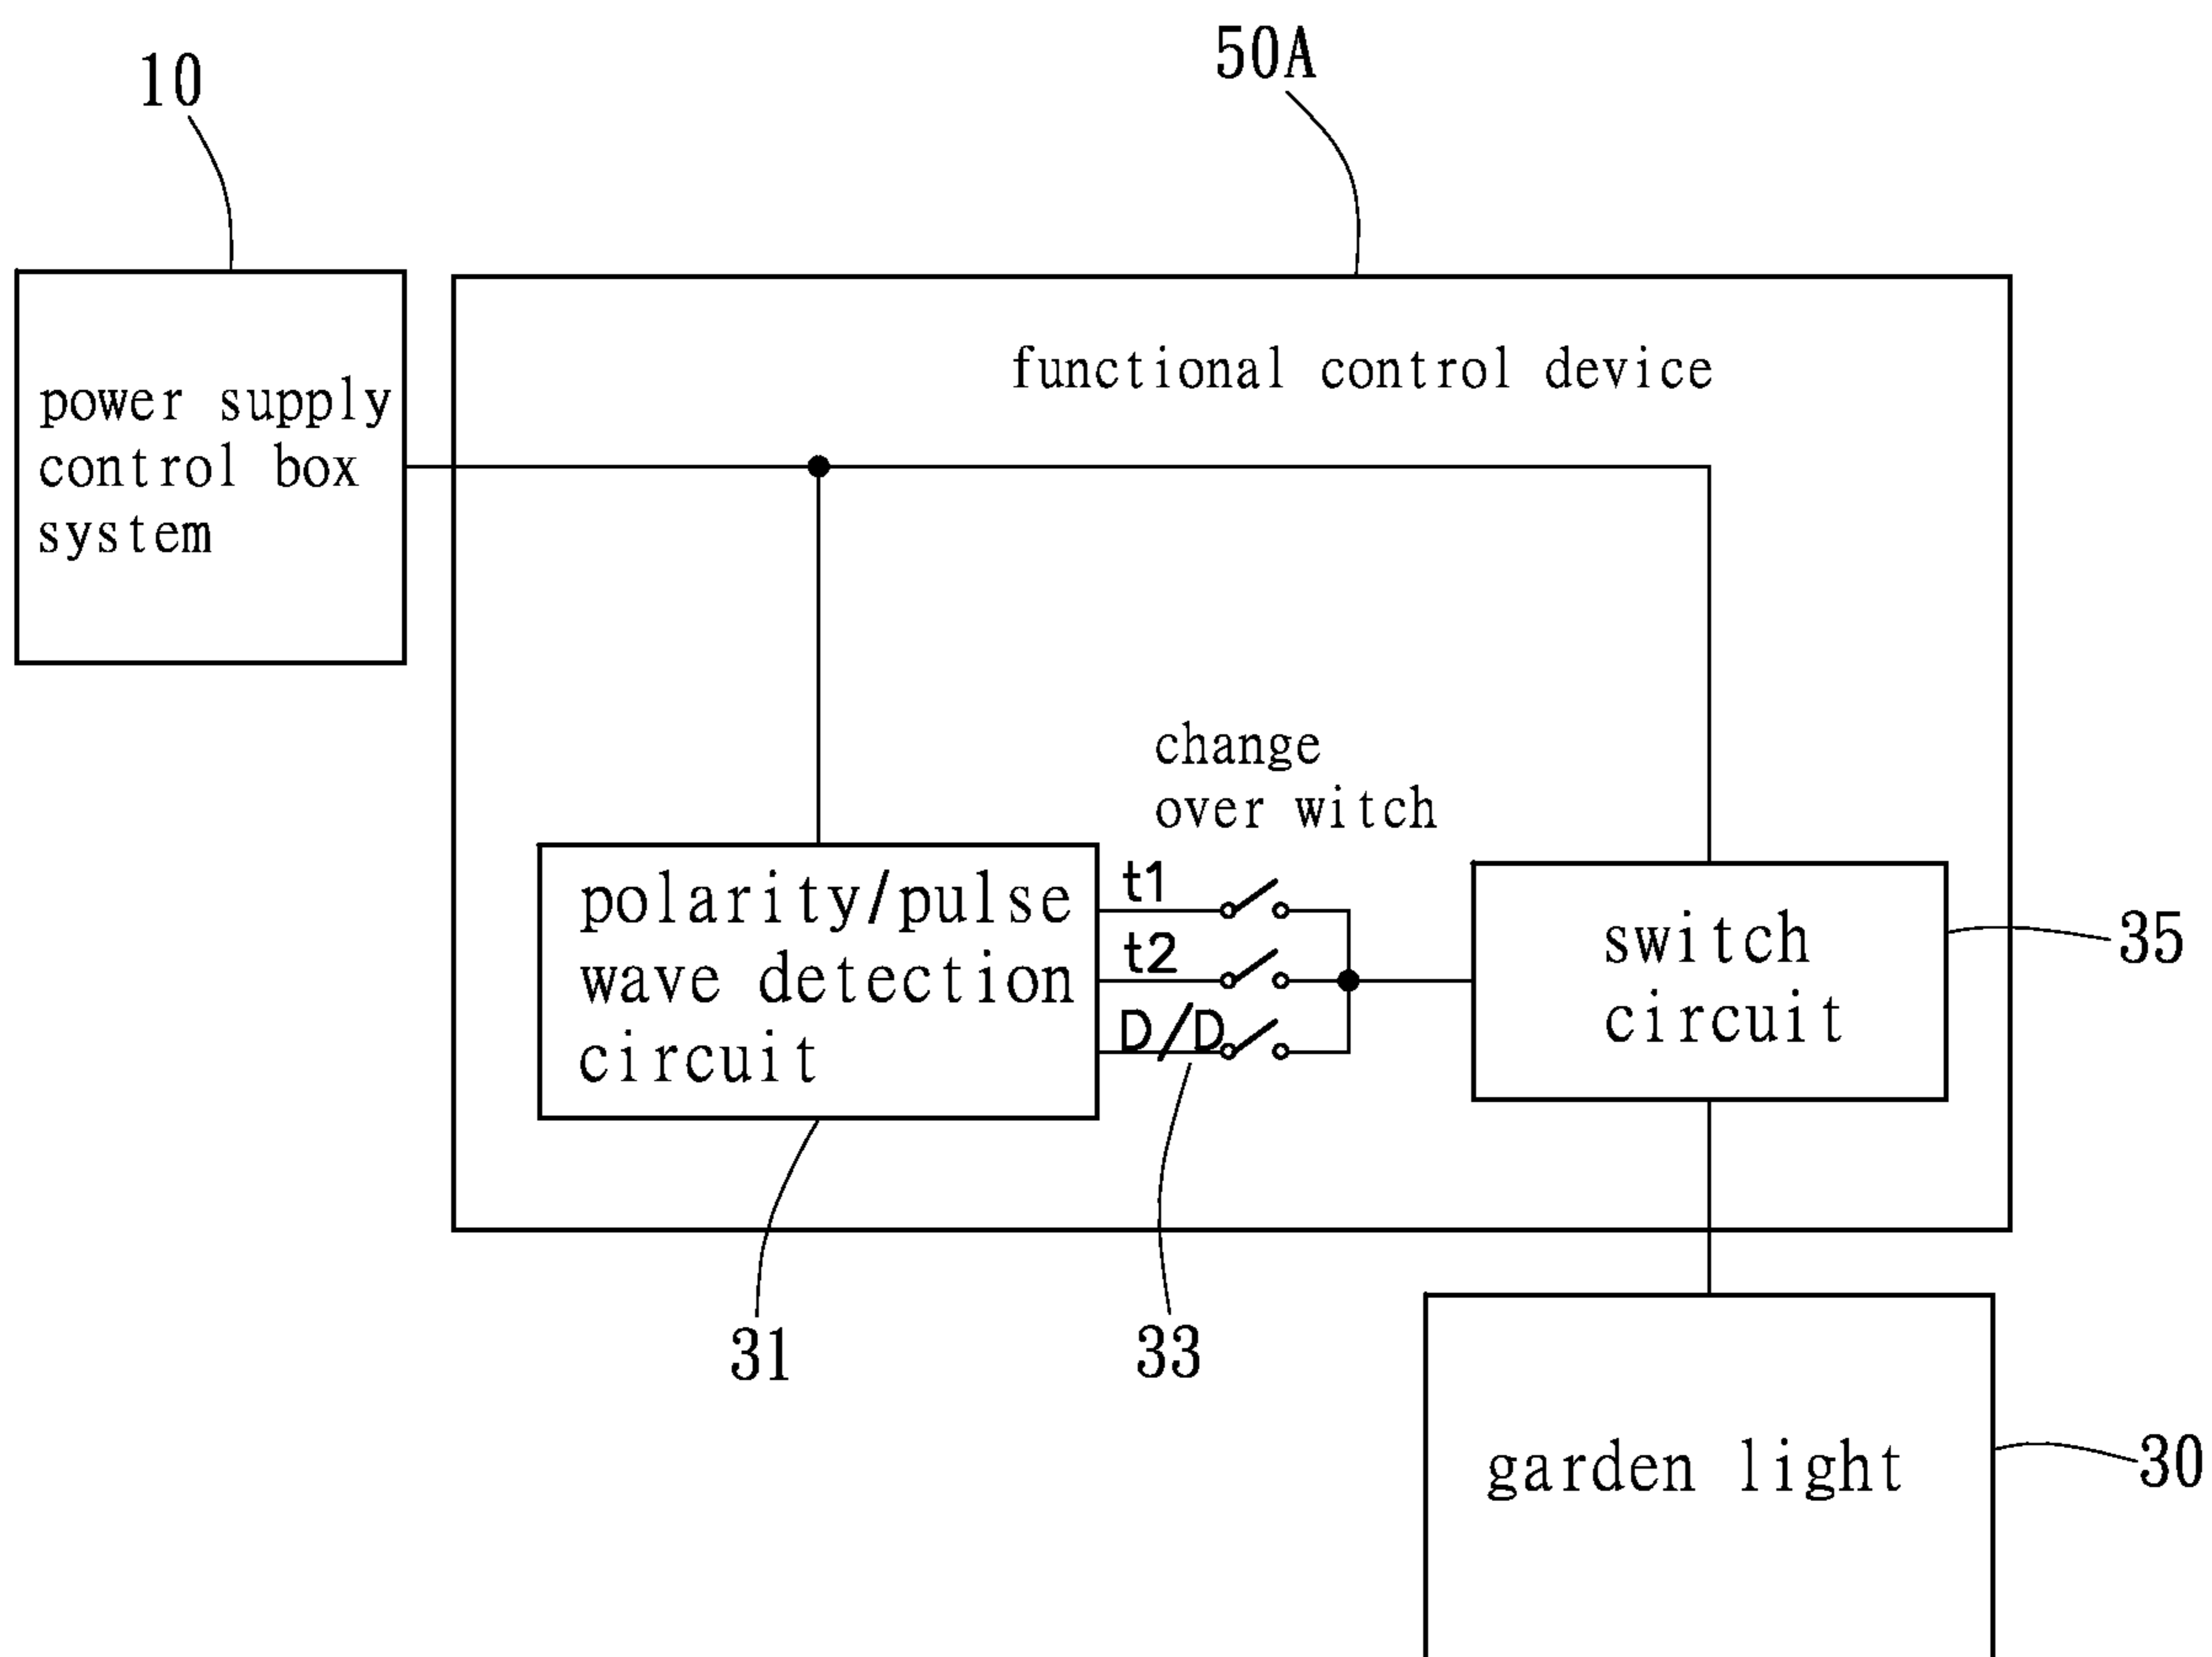 10
50A
power supply
control box
system
functional control device
change
over witch
polarity/pulse
wave detection
circuit
t1
t2
D/D
switch
circuit
35
31
33
garden light
30